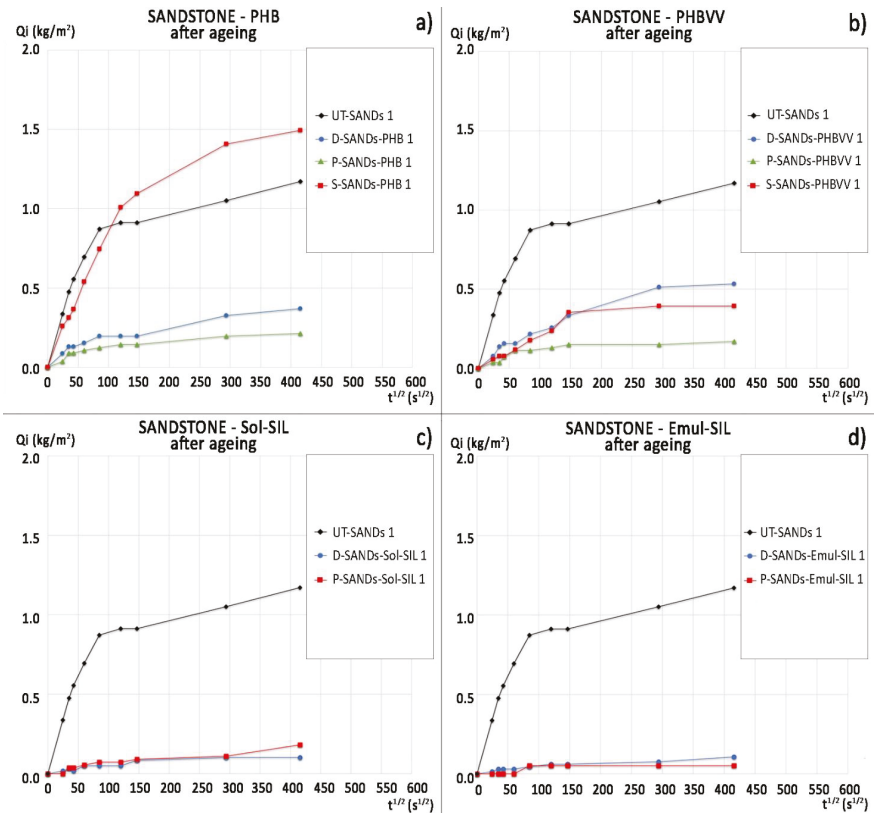 SANDSTONE - PHB
after ageing
a)
Qi (kg/m²)
2.0
1.5
1.0
0.5
0.0
0 50 100 150 200 250 300 350 400 450 500 600
t^1/2 (s^1/2)
UT-SANDs 1
D-SANDs-PHB 1
P-SANDs-PHB 1
S-SANDs-PHB 1
SANDSTONE - PHBVV
after ageing
b)
Qi (kg/m²)
2.0
1.5
1.0
0.5
0.0
0 50 100 150 200 250 300 350 400 450 500 600
t^1/2 (s^1/2)
UT-SANDs 1
D-SANDs-PHBVV 1
P-SANDs-PHBVV 1
S-SANDs-PHBVV 1
SANDSTONE - Sol-SIL
after ageing
c)
Qi (kg/m²)
2.0
1.5
1.0
0.5
0.0
0 50 100 150 200 250 300 350 400 450 500 600
t^1/2 (s^1/2)
UT-SANDs 1
D-SANDs-Sol-SIL 1
P-SANDs-Sol-SIL 1
SANDSTONE - Emul-SIL
after ageing
d)
Qi (kg/m²)
2.0
1.5
1.0
0.5
0.0
0 50 100 150 200 250 300 350 400 450 500 600
t^1/2 (s^1/2)
UT-SANDs 1
D-SANDs-Emul-SIL 1
P-SANDs-Emul-SIL 1